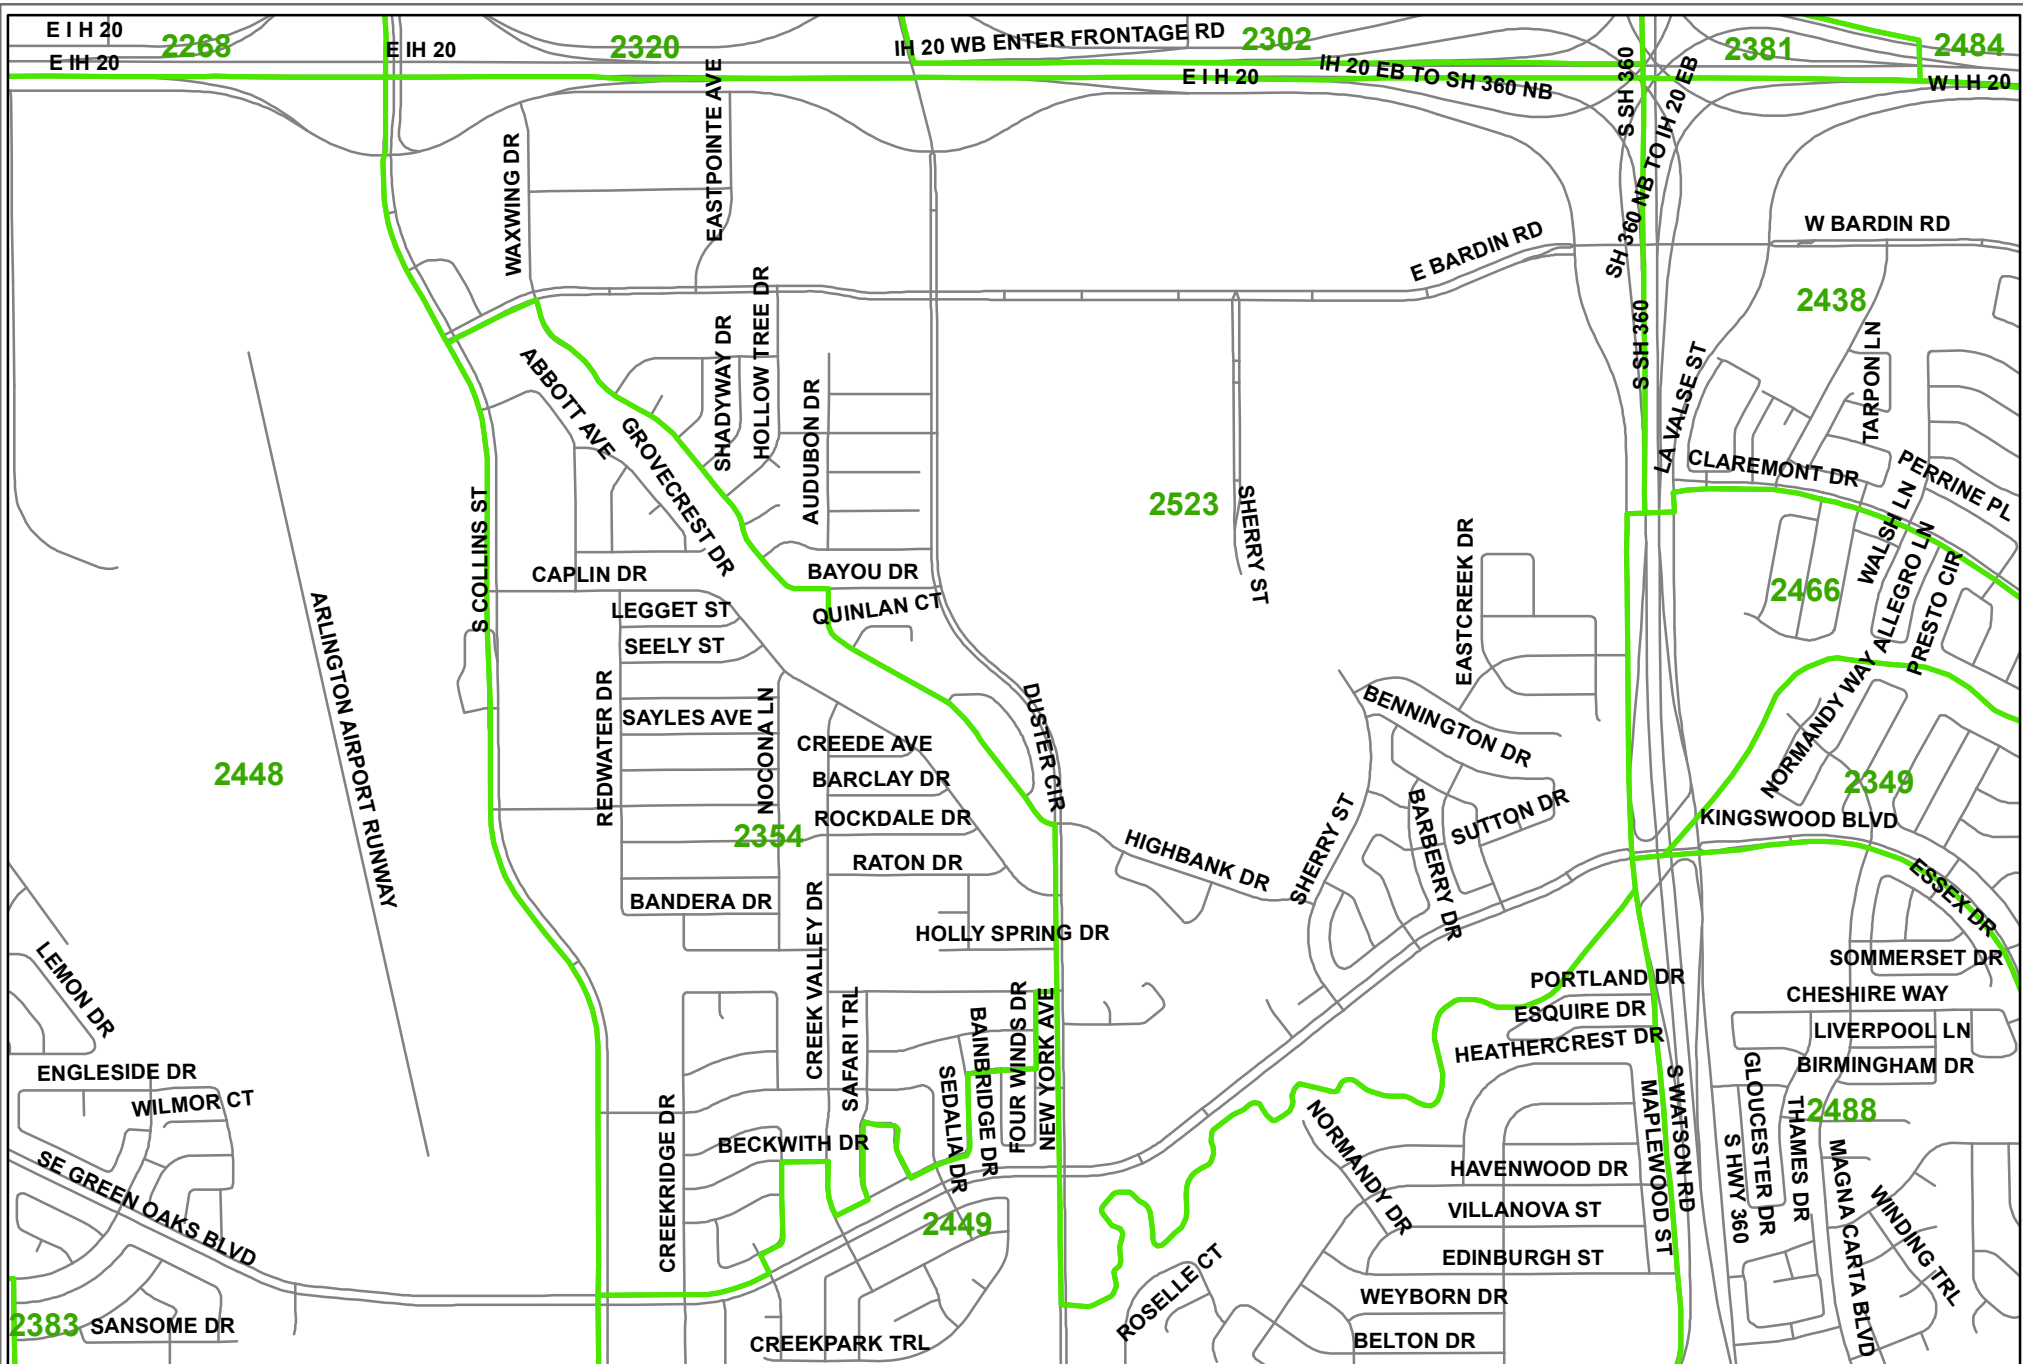 E I H 20
2268
E IH 20
2320
IH 20 WB ENTER FRONTAGE RD
2302
S SH 360
2381
2484
E IH 20
E I H 20
IH 20 EB TO SH 360 NB
W I H 20
WAXWING DR
EASTPOINTE AVE
SH 360 NB TO IH 20 EB
E BARDIN RD
W BARDIN RD
2438
S SH 360
ABBOTT AVE
SHADYWAY DR
HOLLOW TREE DR
AUDUBON DR
GROVECREST DR
LA VALSE ST
TARPON LN
CLAREMONT DR
PERRINE PL
2523
SHERRY ST
S COLLINS ST
EASTCREEK DR
WALSH LN
ALLEGRO LN
PRESTO CIR
2466
CAPLIN DR
BAYOU DR
LEGGET ST
QUINLAN CT
SEELY ST
ARLINGTON AIRPORT RUNWAY
REDWATER DR
SAYLES AVE
NOCONA LN
CREEDE AVE
DUSTER CIR
BENNINGTON DR
NORMANDY WAY
2448
BARCLAY DR
2349
ROCKDALE DR
2354
BARBERRY DR
SUTTON DR
KINGSWOOD BLVD
RATON DR
HIGHBANK DR
SHERRY ST
BANDERA DR
CREEK VALLEY DR
HOLLY SPRING DR
ESSEX DR
SOMMERSET DR
LEMON DR
PORTLAND DR
CHESHIRE WAY
ESQUIRE DR
LIVERPOOL LN
SAFARI TRL
BAINBRIDGE DR
FOUR WINDS DR
NEW YORK AVE
HEATHERCREST DR
BIRMINGHAM DR
ENGLESIDE DR
WILMOR CT
SEDALIA DR
CREEKRIDGE DR
BECKWITH DR
NORMANDY DR
MAPLEWOOD ST
S WATSON RD
GLOUCESTER DR
THAMES DR
2488
S HWY 360
MAGNA CARTA BLVD
WINDING TRL
SE GREEN OAKS BLVD
HAVENWOOD DR
2449
VILLANOVA ST
EDINBURGH ST
ROSELLE CT
WEYBORN DR
2383
SANSOME DR
CREEKPARK TRL
BELTON DR